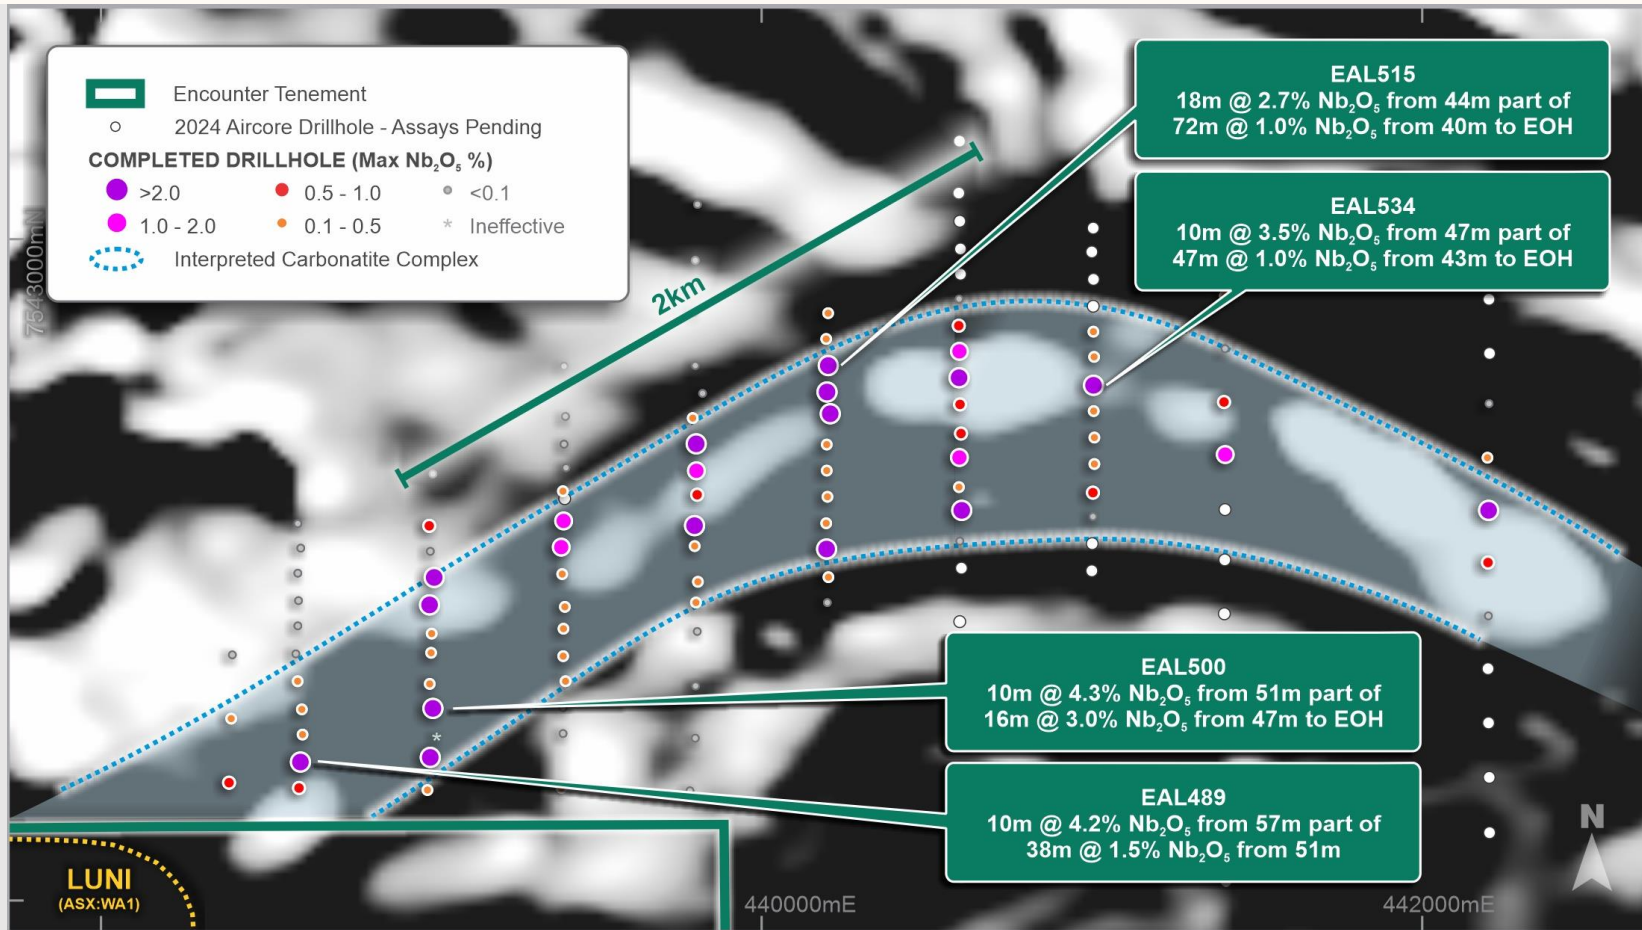 Encounter Tenement
2024 Aircore Drillhole - Assays Pending
COMPLETED DRILLHOLE (Max Nb₂O₅ %)
>2.0
0.5 - 1.0
<0.1
1.0 - 2.0
0.1 - 0.5
* Ineffective
Interpreted Carbonatite Complex
7543000mN
2km
EAL515
18m @ 2.7% Nb₂O₅ from 44m part of
72m @ 1.0% Nb₂O₅ from 40m to EOH
EAL534
10m @ 3.5% Nb₂O₅ from 47m part of
47m @ 1.0% Nb₂O₅ from 43m to EOH
*
EAL500
10m @ 4.3% Nb₂O₅ from 51m part of
16m @ 3.0% Nb₂O₅ from 47m to EOH
EAL489
10m @ 4.2% Nb₂O₅ from 57m part of
38m @ 1.5% Nb₂O₅ from 51m
LUNI
(ASX:WA1)
440000mE
442000mE
N